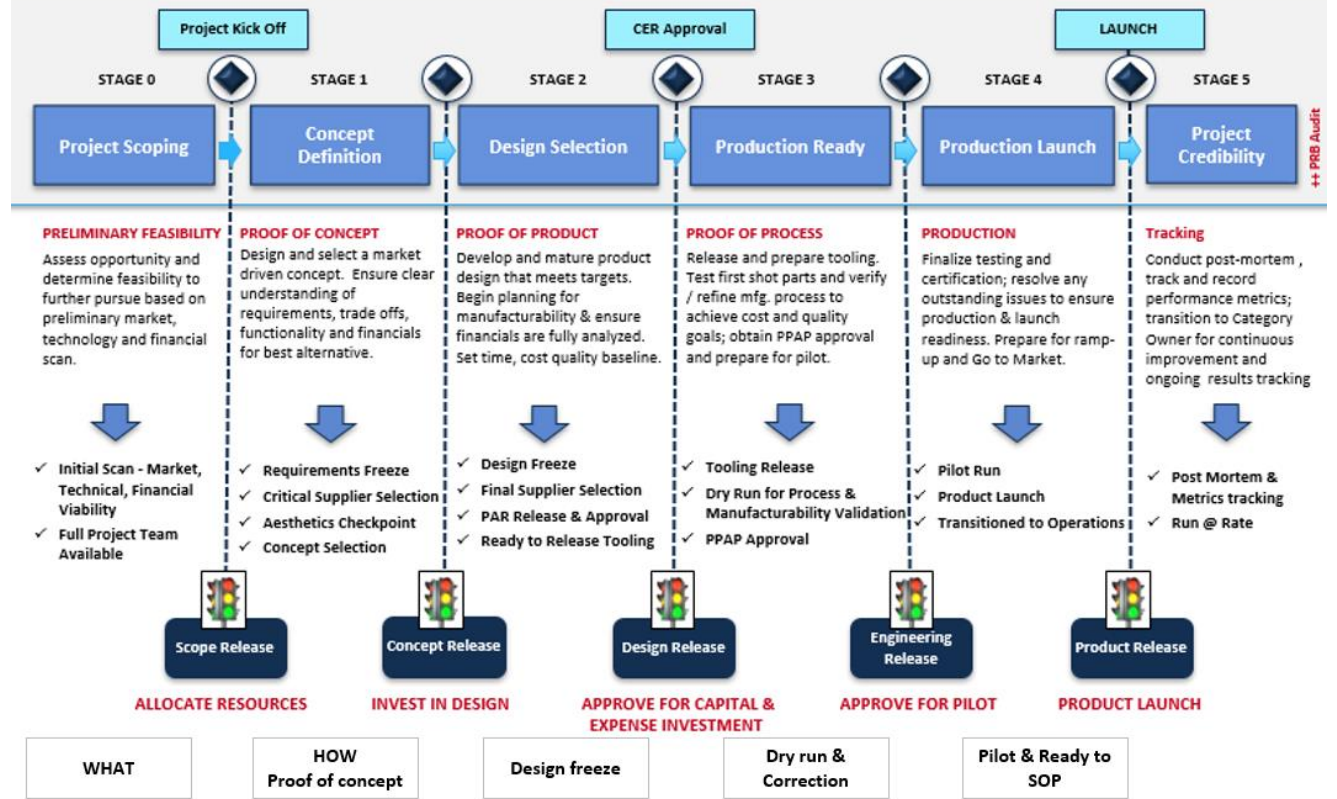 Project Kick Off
CER Approval
LAUNCH
STAGE 0
STAGE 1
STAGE 2
STAGE 3
STAGE 4
STAGE 5
Project Scoping
Concept
Definition
Design Selection
Production Ready
Production Launch
Project
Credibility
++ PRB Audit
PRELIMINARY FEASIBILITY
Assess opportunity and
determine feasibility to
further pursue based on
preliminary market,
technology and financial
scan.
PROOF OF CONCEPT
Design and select a market
driven concept. Ensure clear
understanding of
requirements, trade offs,
functionality and financials
for best alternative.
PROOF OF PRODUCT
Develop and mature product
design that meets targets.
Begin planning for
manufacturability & ensure
financials are fully analyzed.
Set time, cost quality baseline.
PROOF OF PROCESS
Release and prepare tooling.
Test first shot parts and verify
/ refine mfg. process to
achieve cost and quality
goals; obtain PPAP approval
and prepare for pilot.
PRODUCTION
Finalize testing and
certification; resolve any
outstanding issues to ensure
production & launch
readiness. Prepare for ramp-
up and Go to Market.
Tracking
Conduct post-mortem ,
track and record
performance metrics;
transition to Category
Owner for continuous
improvement and
ongoing results tracking
✓ Initial Scan - Market,
Technical, Financial
Viability
✓ Full Project Team
Available
✓ Requirements Freeze
✓ Critical Supplier Selection
✓ Aesthetics Checkpoint
✓ Concept Selection
✓ Design Freeze
✓ Final Supplier Selection
✓ PAR Release & Approval
✓ Ready to Release Tooling
✓ Tooling Release
✓ Dry Run for Process &
Manufacturability Validation
✓ PPAP Approval
✓ Pilot Run
✓ Product Launch
✓ Transitioned to Operations
✓ Post Mortem &
Metrics tracking
✓ Run @ Rate
Scope Release
Concept Release
Design Release
Engineering
Release
Product Release
ALLOCATE RESOURCES
INVEST IN DESIGN
APPROVE FOR CAPITAL &
EXPENSE INVESTMENT
APPROVE FOR PILOT
PRODUCT LAUNCH
WHAT
HOW
Proof of concept
Design freeze
Dry run &
Correction
Pilot & Ready to
SOP